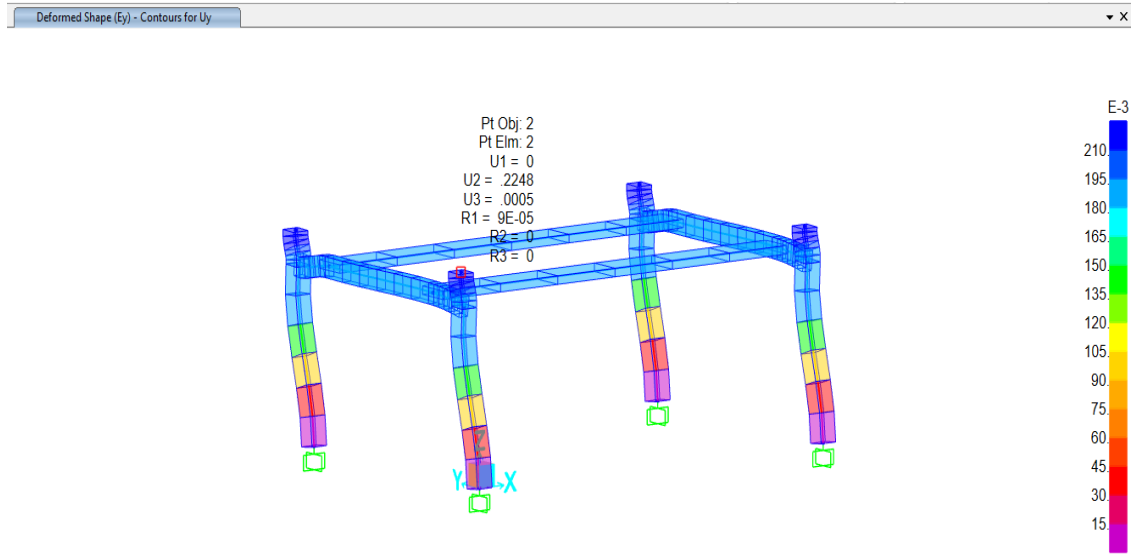 Deformed Shape (Ey) - Contours for Uy
X
Pt Obj: 2
Pt Elm: 2
U1 = 0
U2 = .2248
U3 = .0005
R1 = 9E-05
R2 = 0
R3 = 0
E-3
210.
195.
180.
165.
150.
135.
120.
105.
90.
75.
60.
45.
30.
15.
Z
Y X